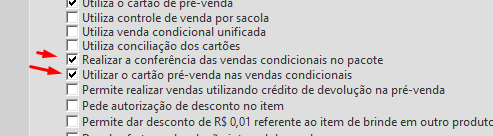 Utiliza o cartão de pré-venda
Utiliza controle de venda por sacola
Utiliza venda condicional unificada
Utiliza conciliação dos cartões
Realizar a conferência das vendas condicionais no pacote
Utilizar o cartão pré-venda nas vendas condicionais
Permite realizar vendas utilizando crédito de devolução na pré-venda
Pede autorização de desconto no item
Permite dar desconto de R$ 0,01 referente ao item de brinde em outro produto